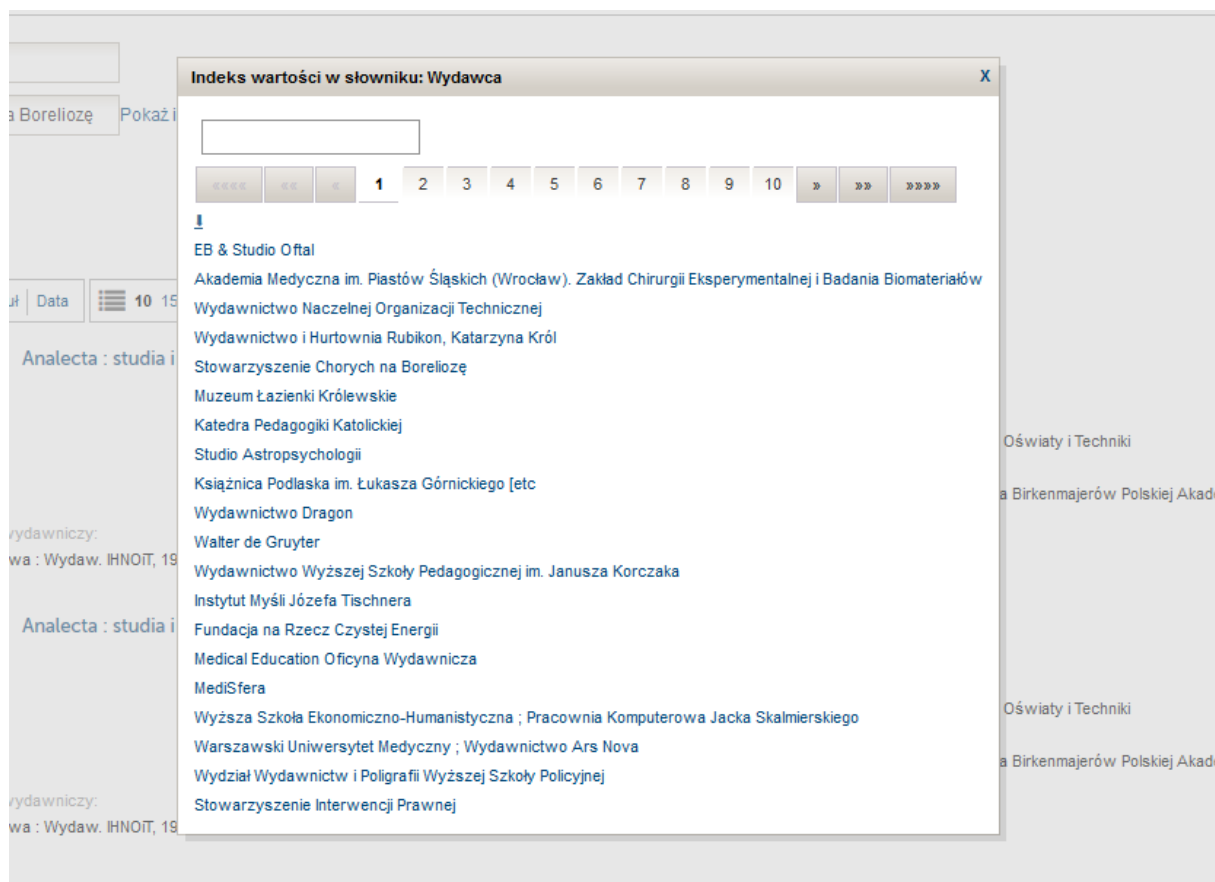 Indeks wartości w słowniku: Wydawca X
a Boreliozę Pokaż i
«««« «« « 1 2 3 4 5 6 7 8 9 10 » »» »»»»
EB & Studio Oftal
Akademia Medyczna im. Piastów Śląskich (Wrocław). Zakład Chirurgii Eksperymentalnej i Badania Biomateriałów
uł Data 10 15
Wydawnictwo Naczelnej Organizacji Technicznej
Wydawnictwo i Hurtownia Rubikon, Katarzyna Król
Analecta : studia i
Stowarzyszenie Chorych na Boreliozę
Muzeum Łazienki Królewskie
Katedra Pedagogiki Katolickiej
Oświaty i Techniki
Studio Astropsychologii
Książnica Podlaska im. Łukasza Górnickiego [etc
a Birkenmajerów Polskiej Akad
Wydawnictwo Dragon
wydawniczy:
Walter de Gruyter
wa : Wydaw. IHNOiT, 19
Wydawnictwo Wyższej Szkoły Pedagogicznej im. Janusza Korczaka
Instytut Myśli Józefa Tischnera
Analecta : studia i
Fundacja na Rzecz Czystej Energii
Medical Education Oficyna Wydawnicza
MediSfera
Oświaty i Techniki
Wyższa Szkoła Ekonomiczno-Humanistyczna ; Pracownia Komputerowa Jacka Skalmierskiego
Warszawski Uniwersytet Medyczny ; Wydawnictwo Ars Nova
a Birkenmajerów Polskiej Akad
Wydział Wydawnictw i Poligrafii Wyższej Szkoły Policyjnej
wydawniczy:
Stowarzyszenie Interwencji Prawnej
wa : Wydaw. IHNOiT, 19